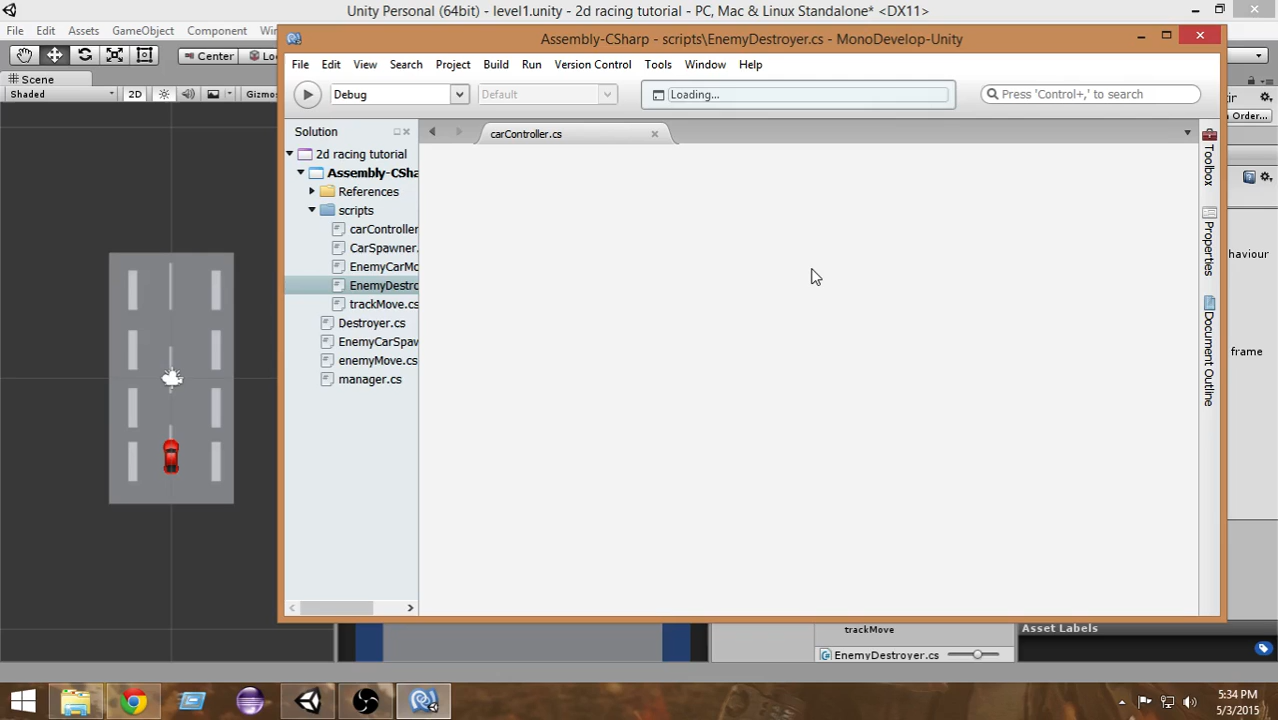 Unity Personal (64bit) - level1.unity - 2d racing tutorial - PC, Mac & Linux Standalone* <DX11>
File Edit Assets GameObject Component Win
Center Loc
Scene
Shaded 2D Gizmos
Assembly-CSharp - scripts\EnemyDestroyer.cs - MonoDevelop-Unity
File Edit View Search Project Build Run Version Control Tools Window Help
Debug Default Loading... Press 'Control+,' to search
Solution
carController.cs
2d racing tutorial
Assembly-CSha
References
scripts
carController
CarSpawner.
EnemyCarMo
EnemyDestro
trackMove.cs
Destroyer.cs
EnemyCarSpaw
enemyMove.cs
manager.cs
Toolbox
Properties
Document Outline
Order...
ehaviour
frame
trackMove
EnemyDestroyer.cs
Asset Labels
5:34 PM
5/3/2015